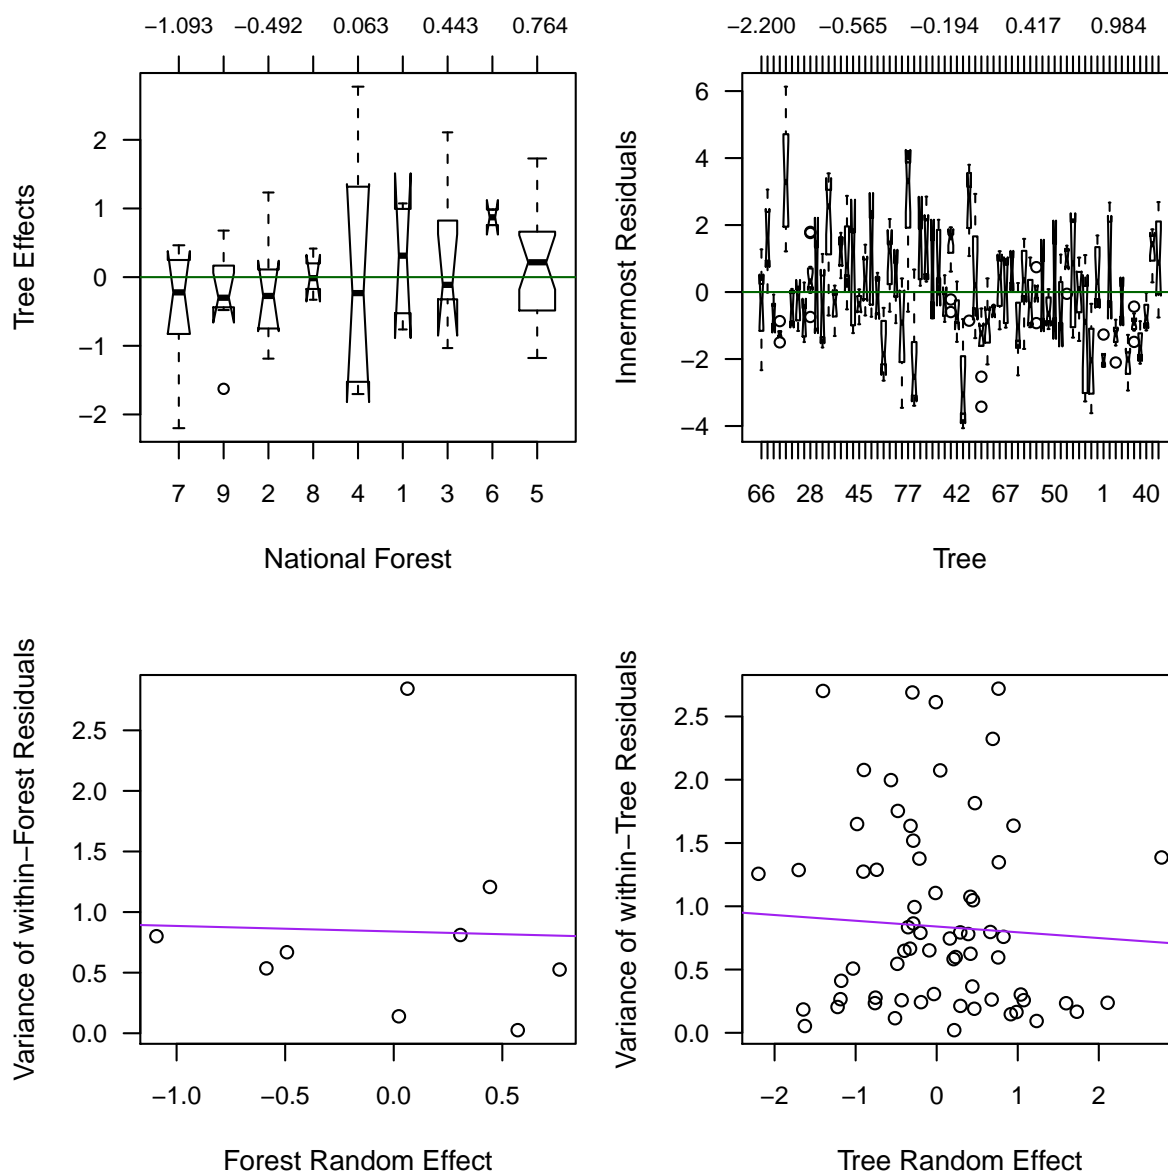 −1.093 −0.492 0.063 0.443 0.764
Tree Effects
2
1
0
−1
−2
7 9 2 8 4 1 3 6 5
National Forest
−2.200 −0.565 −0.194 0.417 0.984
Innermost Residuals
6
4
2
0
−2
−4
66 28 45 77 42 67 50 1 40
Tree
Variance of within−Forest Residuals
2.5
2.0
1.5
1.0
0.5
0.0
−1.0 −0.5 0.0 0.5
Forest Random Effect
Variance of within−Tree Residuals
2.5
2.0
1.5
1.0
0.5
0.0
−2 −1 0 1 2
Tree Random Effect